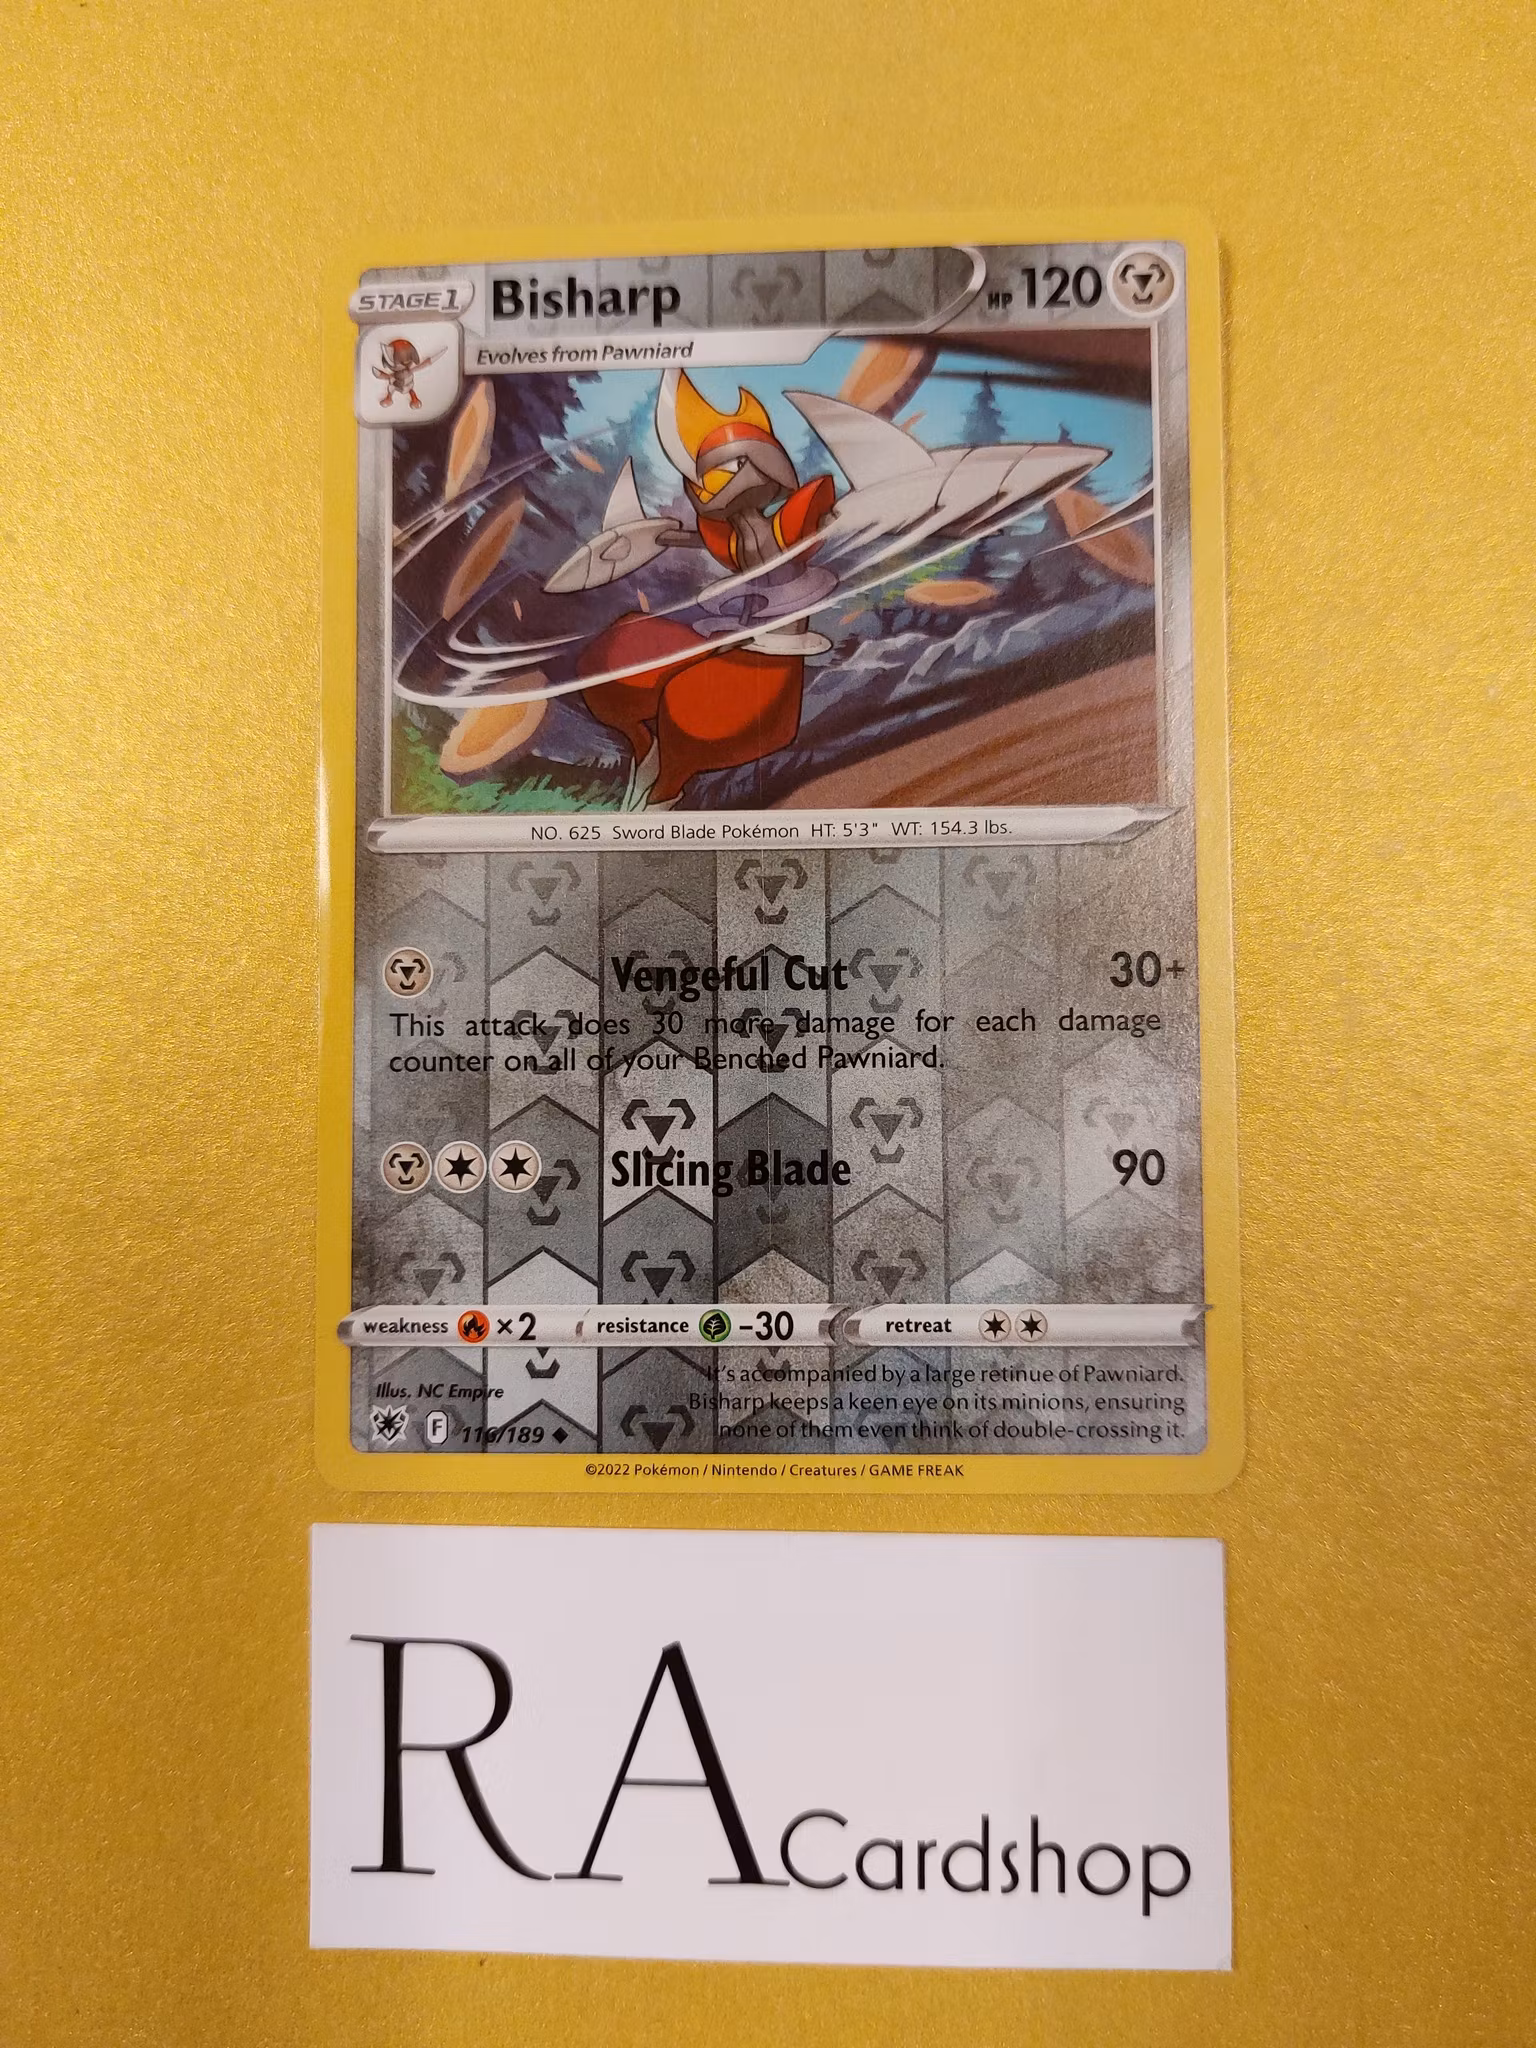 STAGE 1 Bisharp HP 120
Evolves from Pawniard
NO. 625 Sword Blade Pokémon HT: 5'3" WT: 154.3 lbs.
Vengeful Cut 30+
This attack does 30 more damage for each damage
counter on all of your Benched Pawniard.
Slicing Blade 90
weakness ×2 resistance -30 retreat
It's accompanied by a large retinue of Pawniard.
Bisharp keeps a keen eye on its minions, ensuring
none of them even think of double-crossing it.
Illus. NC Empire
F 116/189
©2022 Pokémon / Nintendo / Creatures / GAME FREAK
RA Cardshop